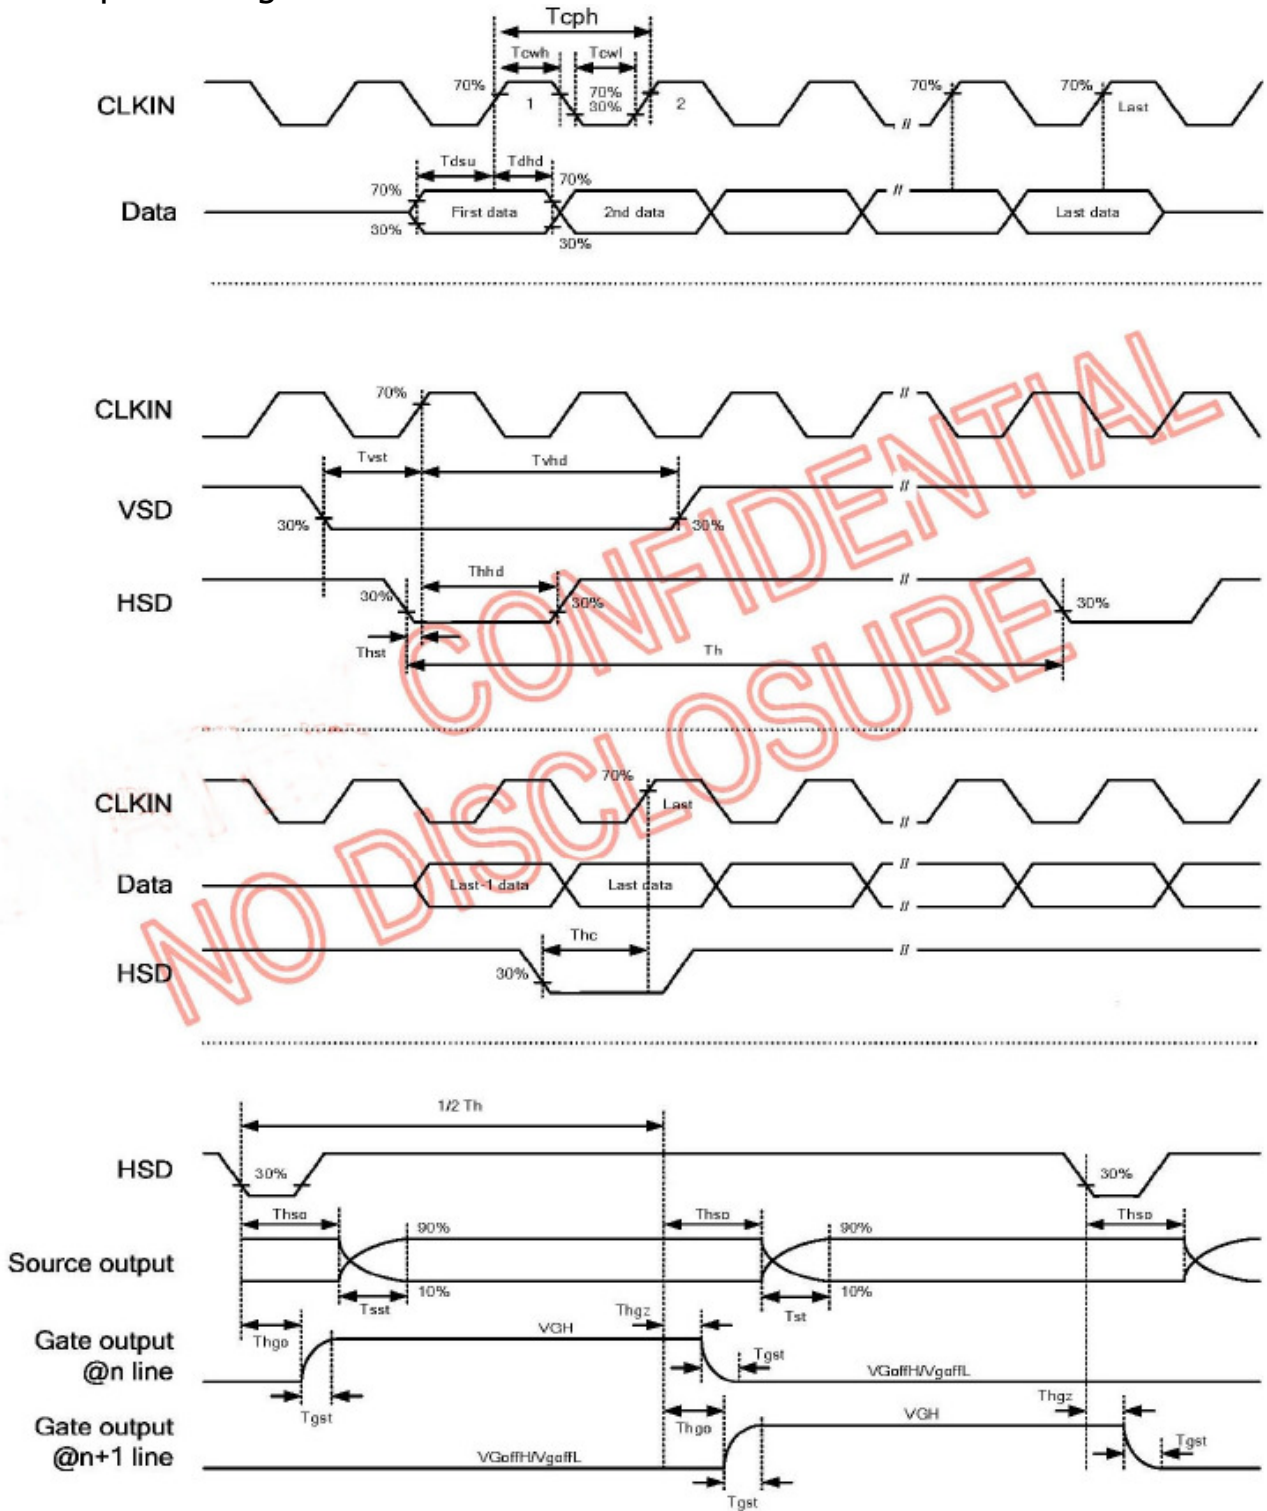 Tcph
Tcwh Tcwl
CLKIN 70% 1 70% 30% 2 70% 70% Last
Tdsu Tdhd
Data 70% 30% First data 70% 30% 2nd data Last data
CLKIN 70%
Tvst Tvhd
VSD 30% 30%
Thhd
HSD 30% 30% 30%
Thst Th
CLKIN 70% Last
Data Last-1 data Last data
Thc
HSD 30%
CONFIDENTIAL
NO DISCLOSURE
1/2 Th
HSD 30% 30%
Thso Thso Thso
Source output 90% 10% 90% 10%
Tsst Tst
Gate output
@n line
Thgo VGH Thgz Tgst VGoffH/VgoffL
Tgst
Gate output
@n+1 line
VGoffH/VgoffL Thgo VGH Thgz Tgst
Tgst